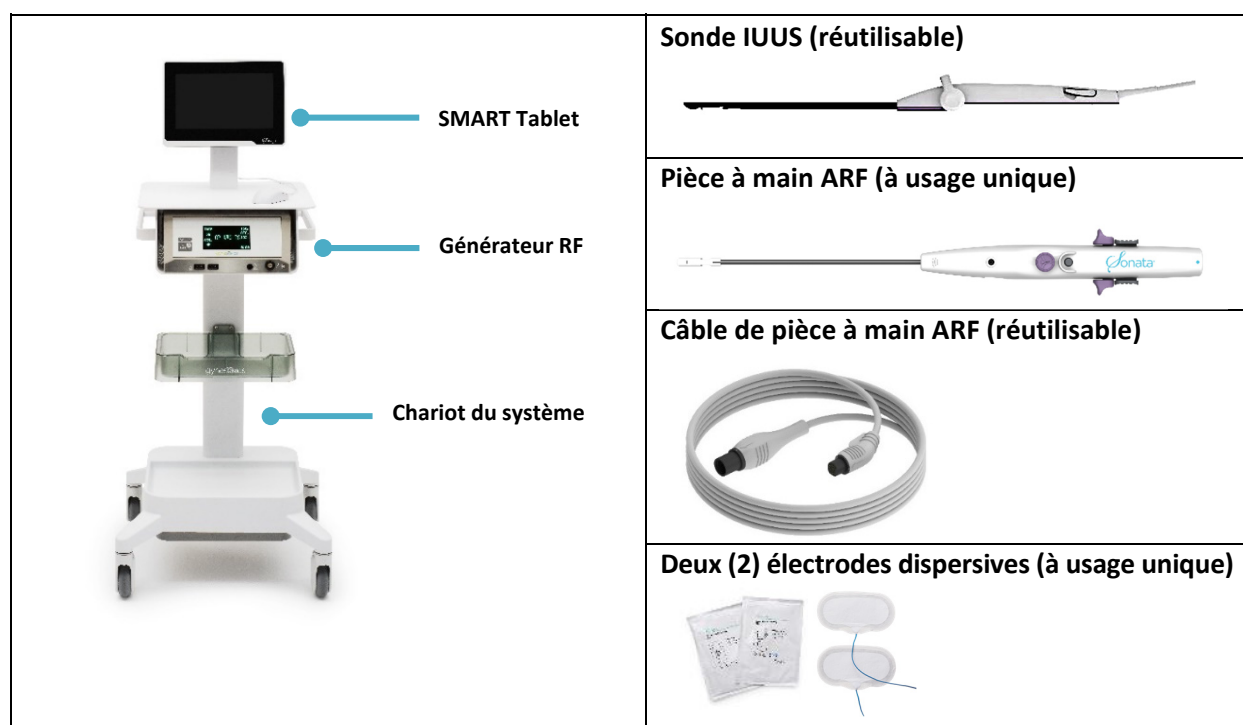 SMART Tablet
Générateur RF
Chariot du système
Sonde IUUS (réutilisable)
Pièce à main ARF (à usage unique)
Sonata
Câble de pièce à main ARF (réutilisable)
Deux (2) électrodes dispersives (à usage unique)